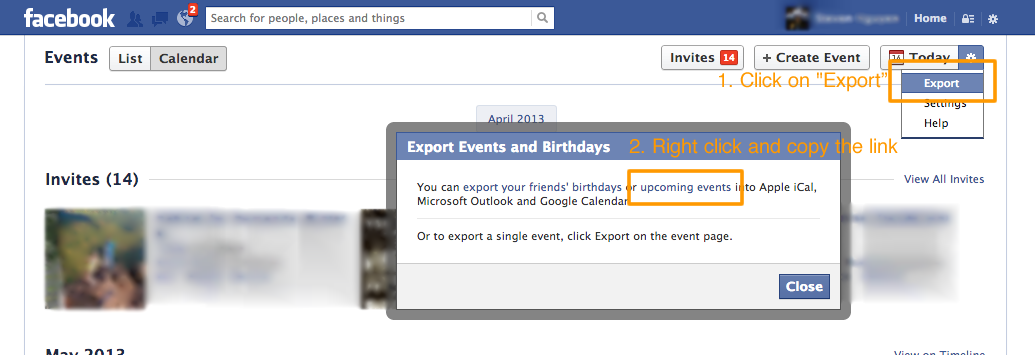 facebook
2
Search for people, places and things
Home
Events
List
Calendar
Invites 14
+ Create Event
Today
1. Click on "Export"
Export
Settings
Help
April 2013
Export Events and Birthdays
2. Right click and copy the link
You can export your friends' birthdays or upcoming events into Apple iCal,
Microsoft Outlook and Google Calendar
Or to export a single event, click Export on the event page.
Close
Invites (14)
View All Invites
May 2013
View on Timeline